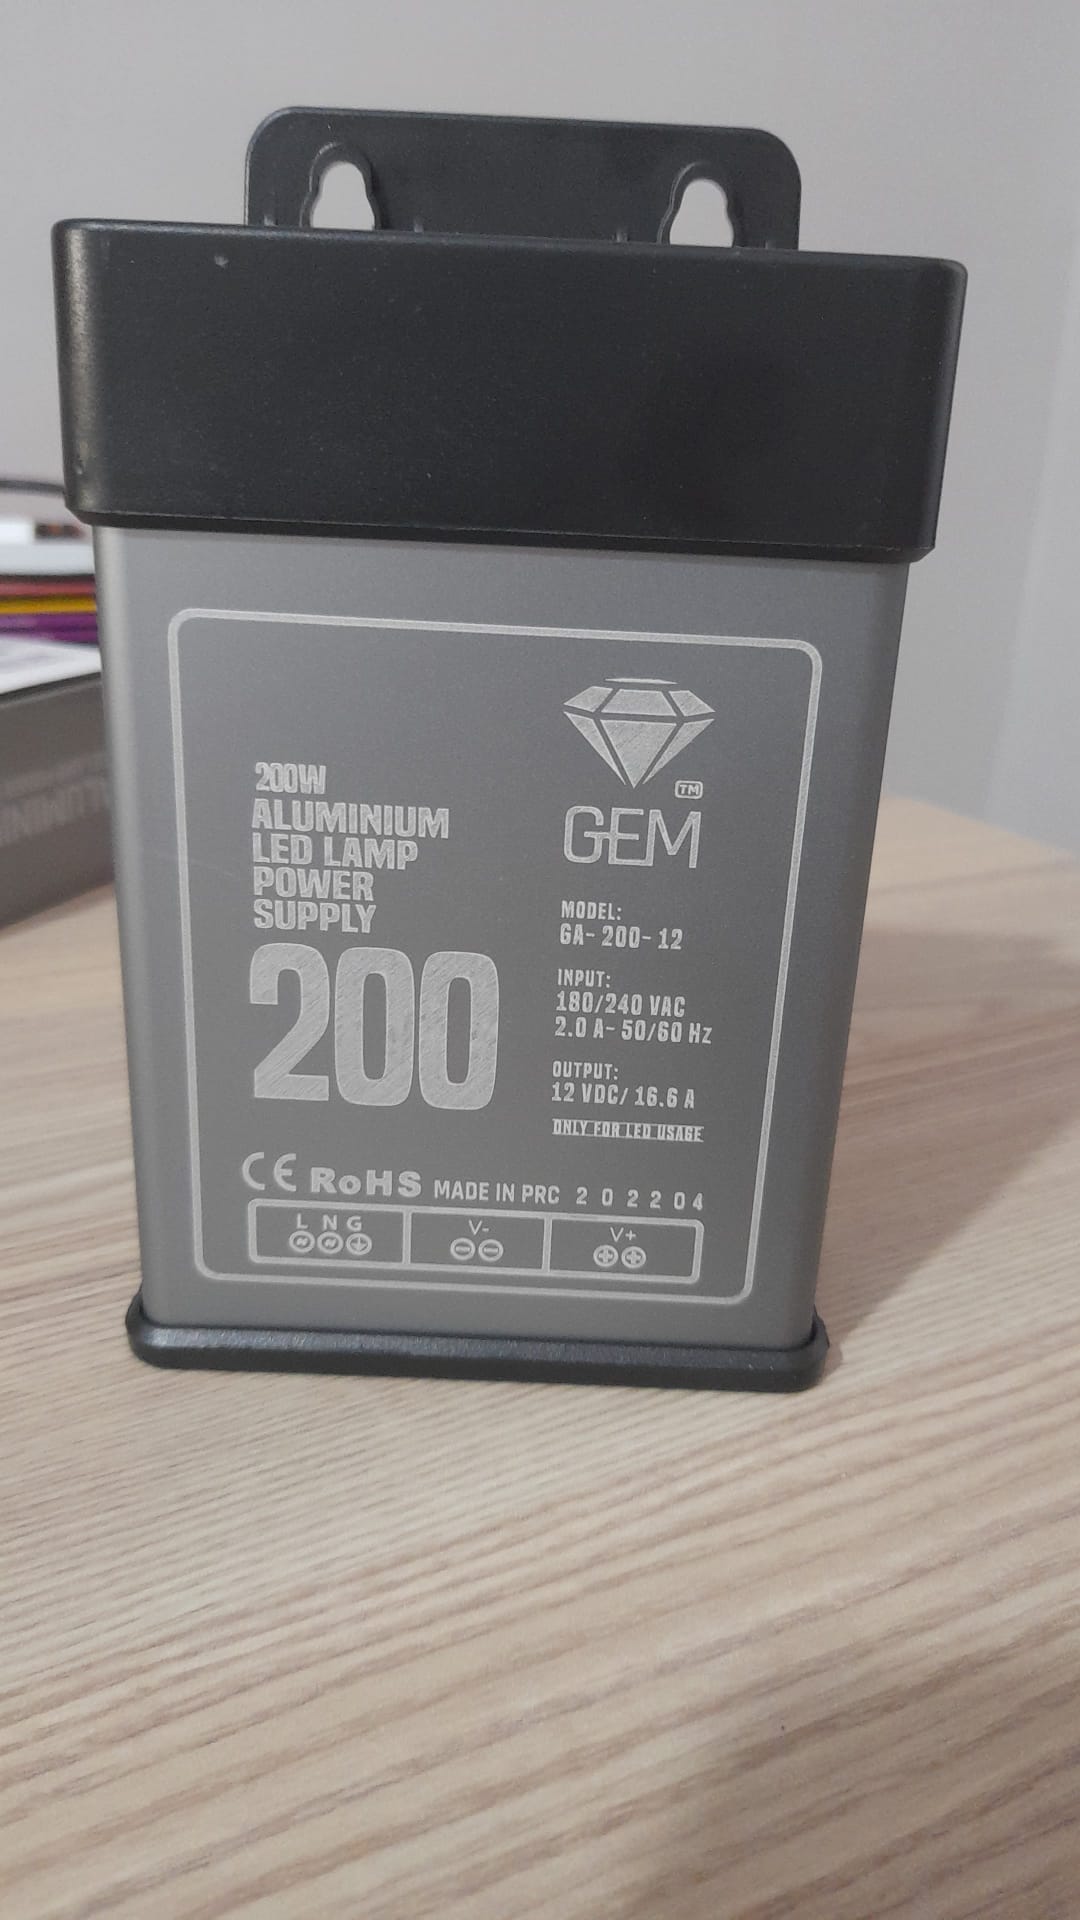 200W
ALUMINIUM
LED LAMP
POWER
SUPPLY
200
TM
GEM
MODEL:
GA- 200- 12
INPUT:
180/240 VAC
2.0 A~ 50/60 Hz
OUTPUT:
12 VDC/ 16.6 A
ONLY FOR LED USAGE
CE RoHS MADE IN PRC 2 0 2 2 0 4
L N G V- V+